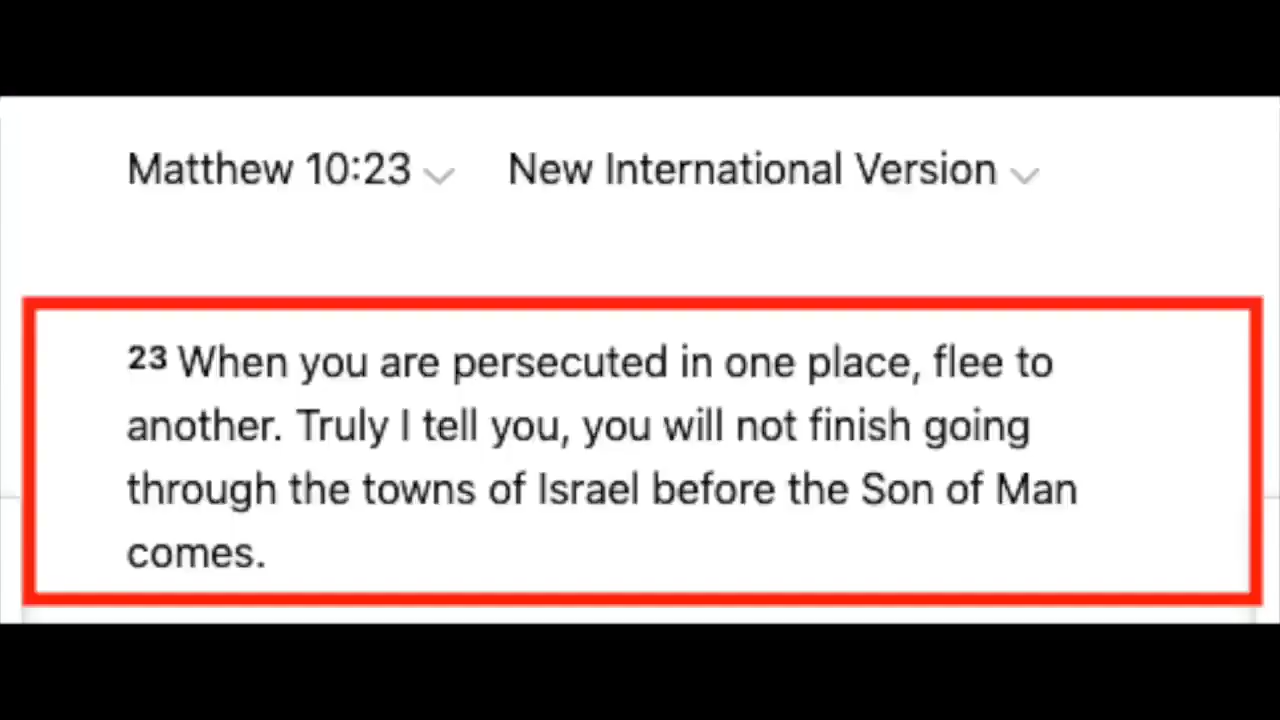 Matthew 10:23 New International Version
23 When you are persecuted in one place, flee to
another. Truly I tell you, you will not finish going
through the towns of Israel before the Son of Man
comes.